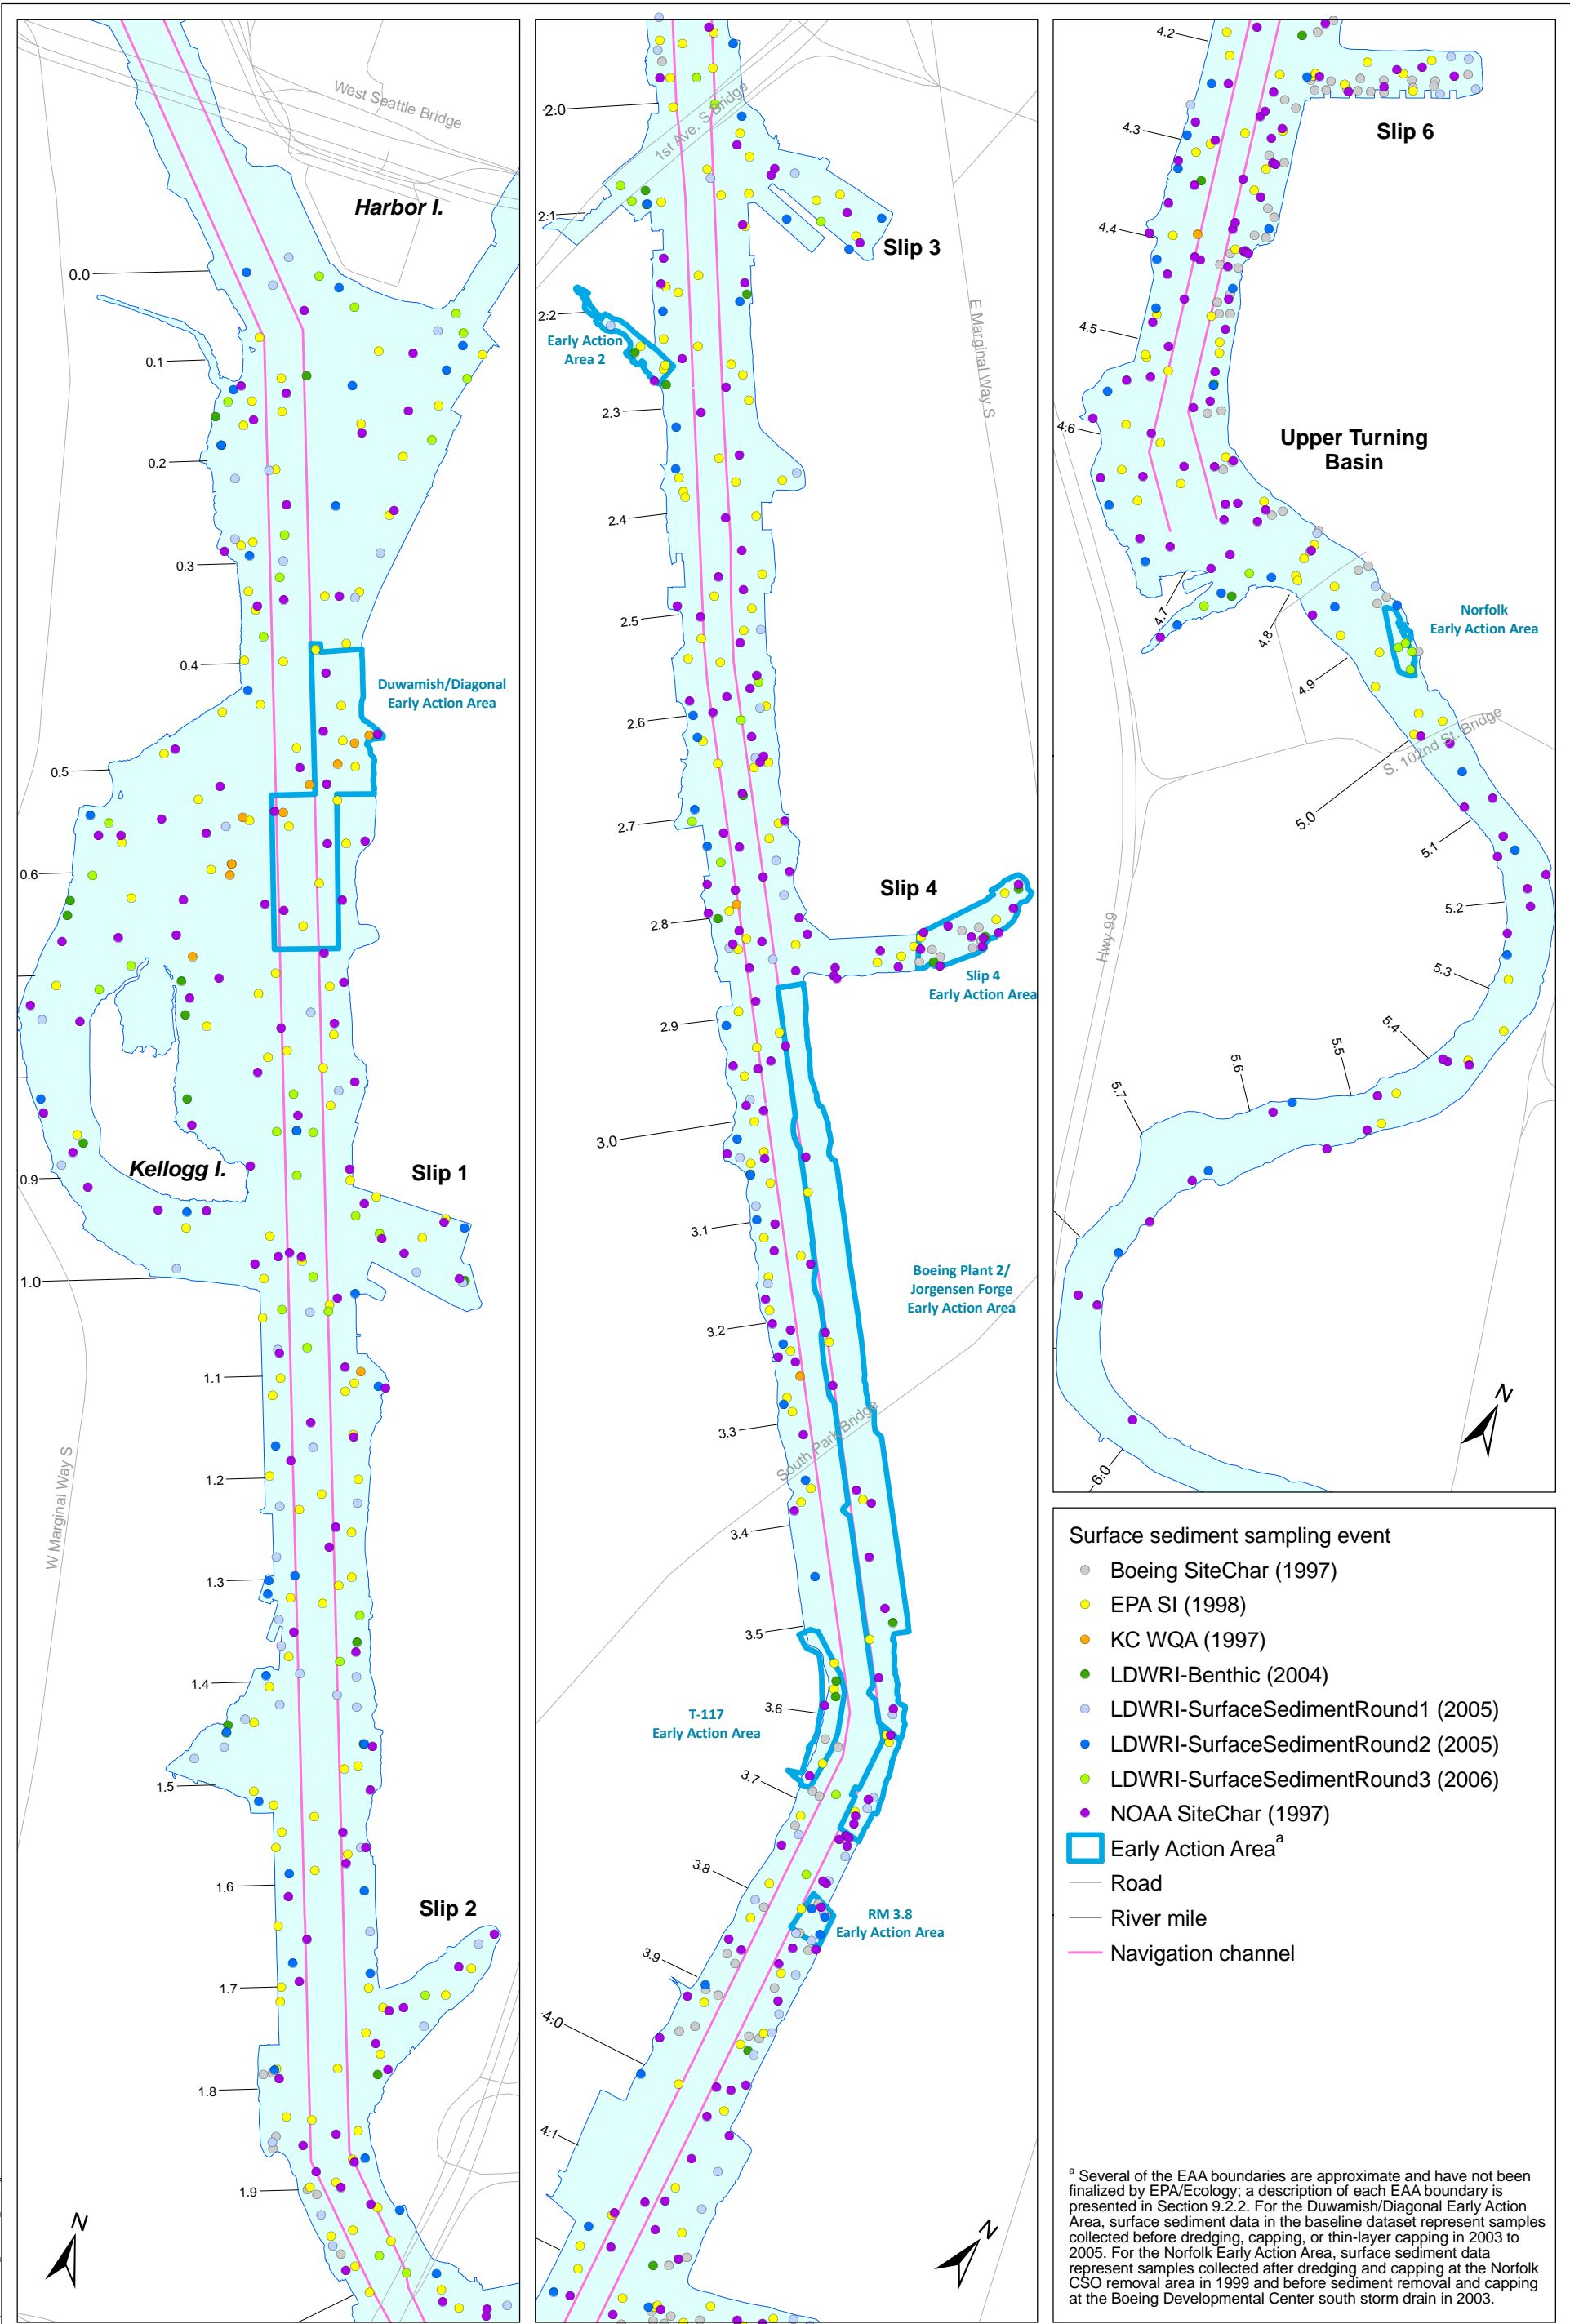 West Seattle Bridge
Harbor I.
0.0
0.1
0.2
0.3
0.4
Duwamish/Diagonal
Early Action Area
0.5
0.6
Kellogg I.
Slip 1
0.9
1.0
1.1
1.2
W Marginal Way S
1.3
1.4
1.5
1.6
Slip 2
1.7
1.8
1.9
N
2.0
1st Ave. S Bridge
2.1
Slip 3
2.2
Early Action
Area 2
E Marginal Way S
2.3
2.4
2.5
2.6
2.7
Slip 4
2.8
Slip 4
Early Action Area
2.9
3.0
3.1
Boeing Plant 2/
Jorgensen Forge
Early Action Area
3.2
3.3
South Park Bridge
3.4
3.5
3.6
T-117
Early Action Area
3.7
3.8
RM 3.8
Early Action Area
3.9
4.0
4.1
N
4.2
Slip 6
4.3
4.4
4.5
4.6
Upper Turning
Basin
4.7
4.8
Norfolk
Early Action Area
4.9
S. 102nd St. Bridge
5.0
5.1
5.2
Hwy 99
5.3
5.4
5.5
5.6
5.7
6.0
N
Surface sediment sampling event
Boeing SiteChar (1997)
EPA SI (1998)
KC WQA (1997)
LDWRI-Benthic (2004)
LDWRI-SurfaceSedimentRound1 (2005)
LDWRI-SurfaceSedimentRound2 (2005)
LDWRI-SurfaceSedimentRound3 (2006)
NOAA SiteChar (1997)
Early Action Area a
Road
River mile
Navigation channel
a Several of the EAA boundaries are approximate and have not been
finalized by EPA/Ecology; a description of each EAA boundary is
presented in Section 9.2.2. For the Duwamish/Diagonal Early Action
Area, surface sediment data in the baseline dataset represent samples
collected before dredging, capping, or thin-layer capping in 2003 to
2005. For the Norfolk Early Action Area, surface sediment data
represent samples collected after dredging and capping at the Norfolk
CSO removal area in 1999 and before sediment removal and capping
at the Boeing Developmental Center south storm drain in 2003.